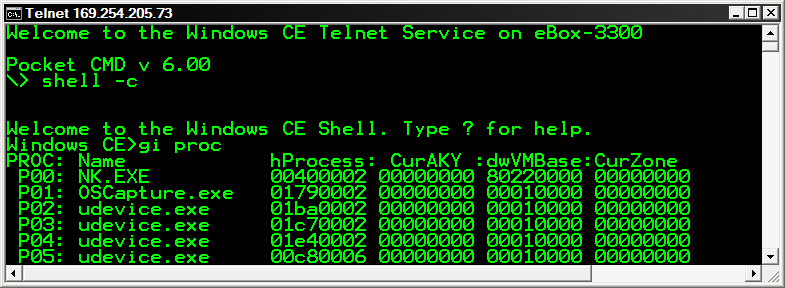 Telnet 169.254.205.73
Welcome to the Windows CE Telnet Service on eBox-3300
Pocket CMD v 6.00
\> shell -c
Welcome to the Windows CE Shell. Type ? for help.
Windows CE>gi proc
PROC: Name            hProcess: CurAKY :dwVMBase:CurZone
P00: NK.EXE          00400002 00000000 80220000 00000000
P01: OSCapture.exe   01790002 00000000 00010000 00000000
P02: udevice.exe     01ba0002 00000000 00010000 00000000
P03: udevice.exe     01c70002 00000000 00010000 00000000
P04: udevice.exe     01e40002 00000000 00010000 00000000
P05: udevice.exe     00c80006 00000000 00010000 00000000